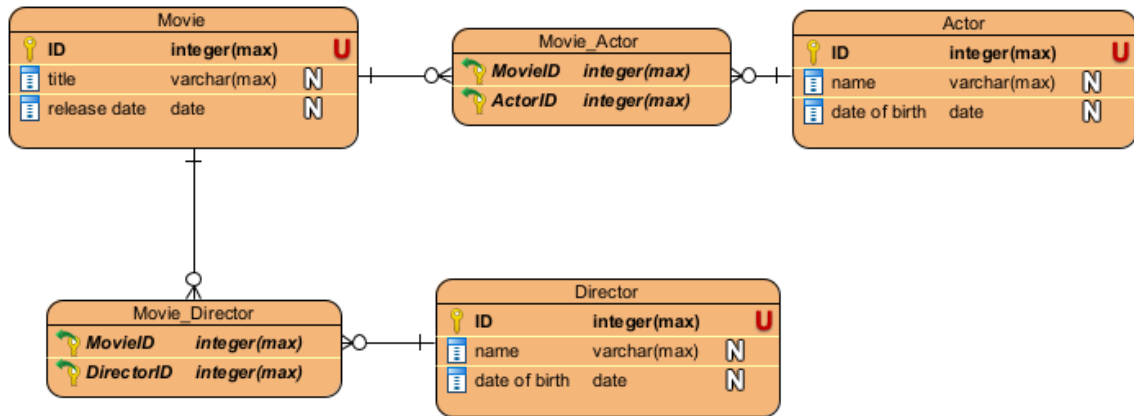 Movie
ID integer(max) U
title varchar(max) N
release date date N
Movie_Actor
MovieID integer(max)
ActorID integer(max)
Actor
ID integer(max) U
name varchar(max) N
date of birth date N
Movie_Director
MovieID integer(max)
DirectorID integer(max)
Director
ID integer(max) U
name varchar(max) N
date of birth date N